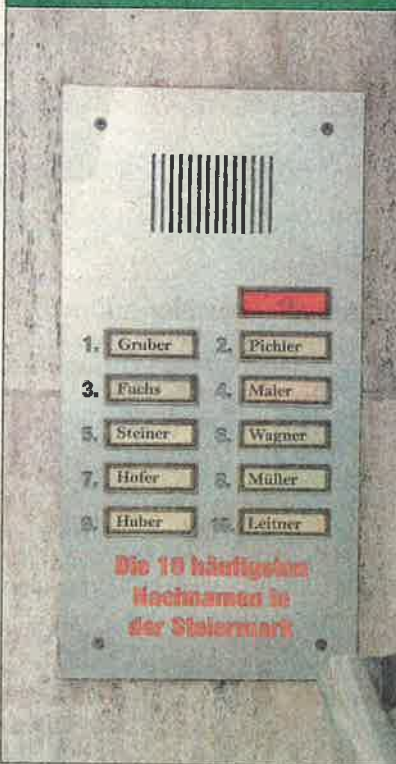 1. Gruber 2. Pichler
3. Fuchs 4. Maier
5. Steiner 6. Wagner
7. Hofer 8. Müller
9. Huber 10. Leitner
Die 10 häufigsten
Nachnamen in
der Steiermark